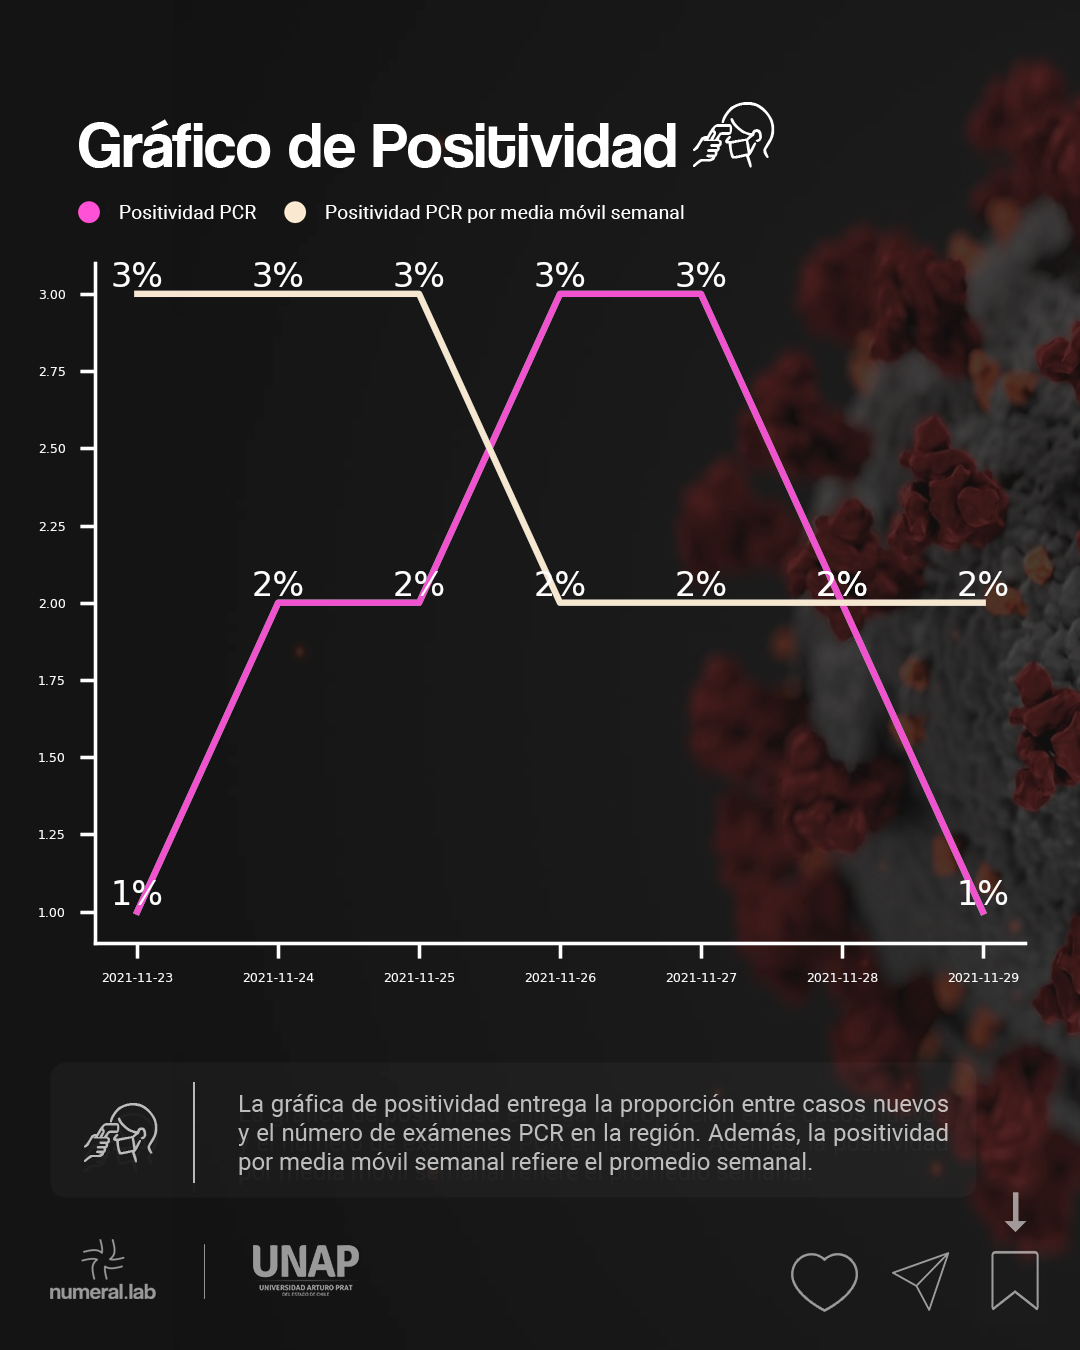 Gráfico de Positividad
Positividad PCR
Positividad PCR por media móvil semanal
3% 3% 3% 3% 3%
3.00
2.75
2.50
2.25
2% 2% 2% 2% 2% 2%
2.00
1.75
1.50
1.25
1% 1%
1.00
2021-11-23 2021-11-24 2021-11-25 2021-11-26 2021-11-27 2021-11-28 2021-11-29
La gráfica de positividad entrega la proporción entre casos nuevos
y el número de exámenes PCR en la región. Además, la positividad
por media móvil semanal refiere el promedio semanal.
numeral.lab
UNAP
UNIVERSIDAD ARTURO PRAT
DEL ESTADO DE CHILE